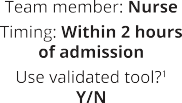 Team member: Nurse
Timing: Within 2 hours
of admission
Use validated tool?¹
Y/N